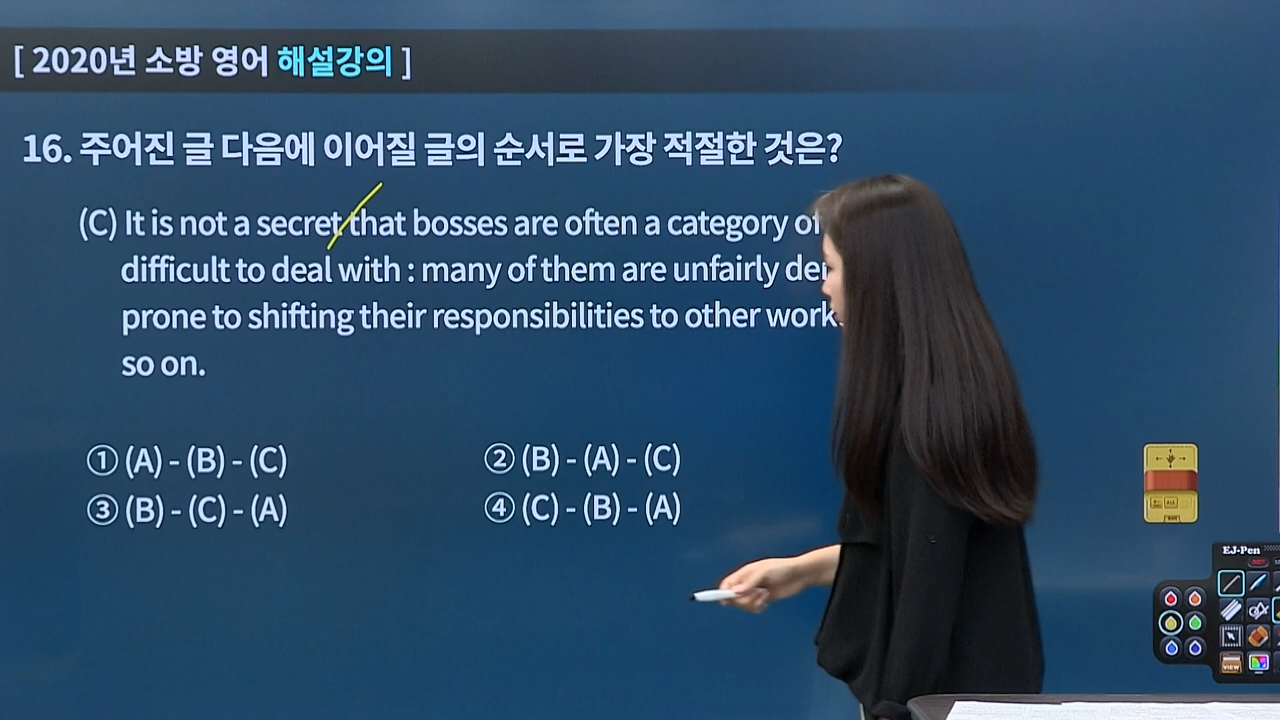 [ 2020년 소방 영어 해설강의 ]
16. 주어진 글 다음에 이어질 글의 순서로 가장 적절한 것은?
(C) It is not a secret that bosses are often a category of
difficult to deal with : many of them are unfairly
prone to shifting their responsibilities to other
so on.
① (A) - (B) - (C) ② (B) - (A) - (C)
③ (B) - (C) - (A) ④ (C) - (B) - (A)
EJ-Pen
VIEW